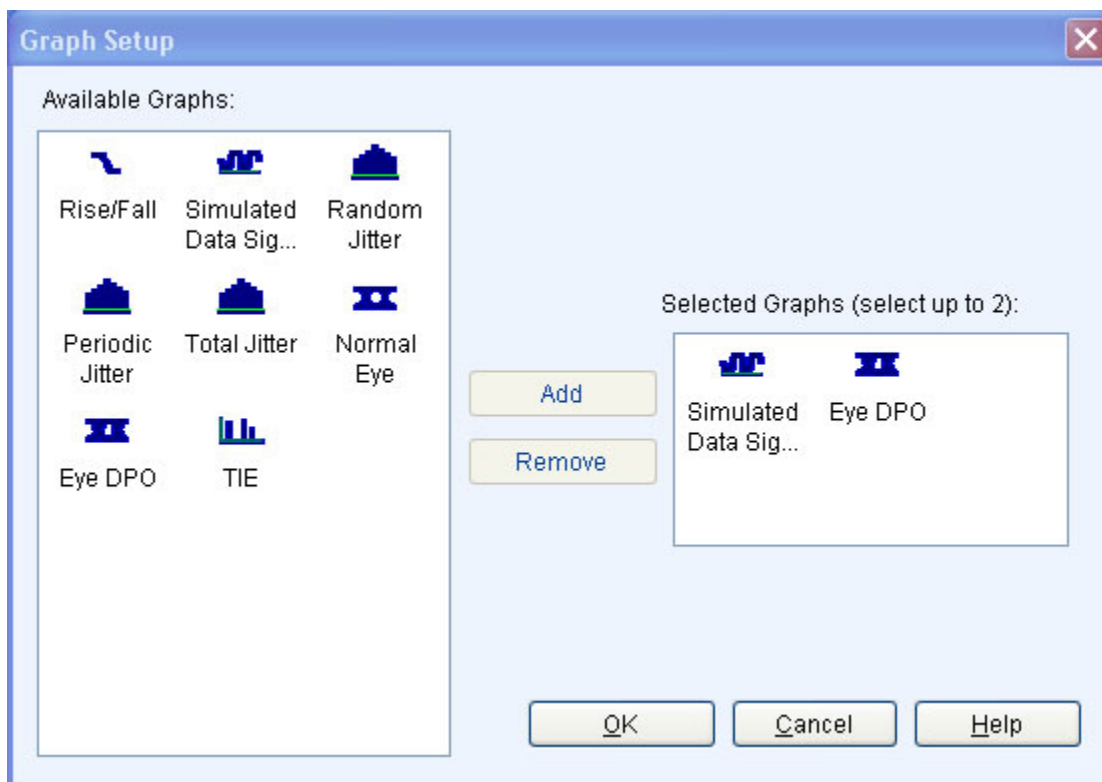 Graph Setup
Available Graphs:
Rise/Fall
Simulated
Data Sig...
Random
Jitter
Periodic
Jitter
Total Jitter
Normal
Eye
Eye DPO
TIE
Add
Remove
Selected Graphs (select up to 2):
Simulated
Data Sig...
Eye DPO
OK
Cancel
Help